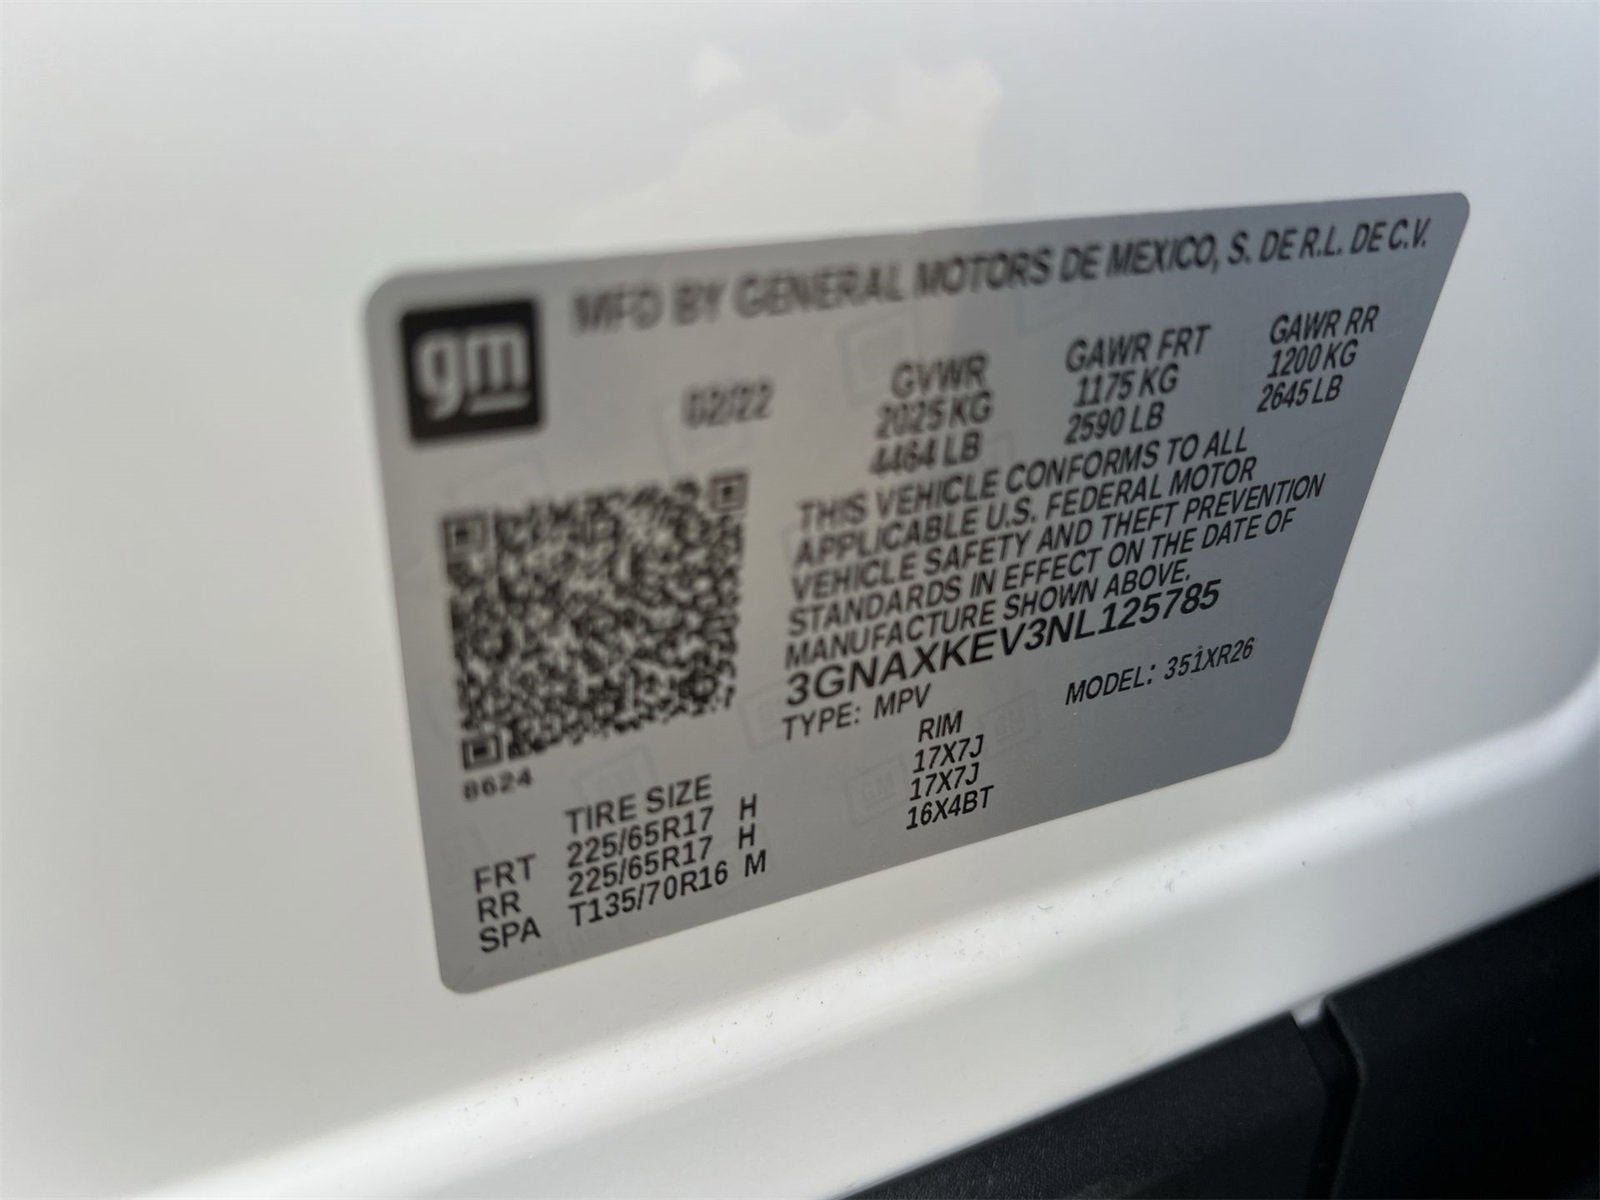 gm
MFD BY GENERAL MOTORS DE MEXICO, S. DE R.L. DE C.V.
02/22
GVWR GAWR FRT GAWR RR
2025 KG 1175 KG 1200 KG
4464 LB 2590 LB 2645 LB
THIS VEHICLE CONFORMS TO ALL
APPLICABLE U.S. FEDERAL MOTOR
VEHICLE SAFETY AND THEFT PREVENTION
STANDARDS IN EFFECT ON THE DATE OF
MANUFACTURE SHOWN ABOVE.
3GNAXKEV3NL125785
TYPE: MPV MODEL: 351XR26
8624
TIRE SIZE RIM
FRT 225/65R17 H 17X7J
RR 225/65R17 H 17X7J
SPA T135/70R16 M 16X4BT